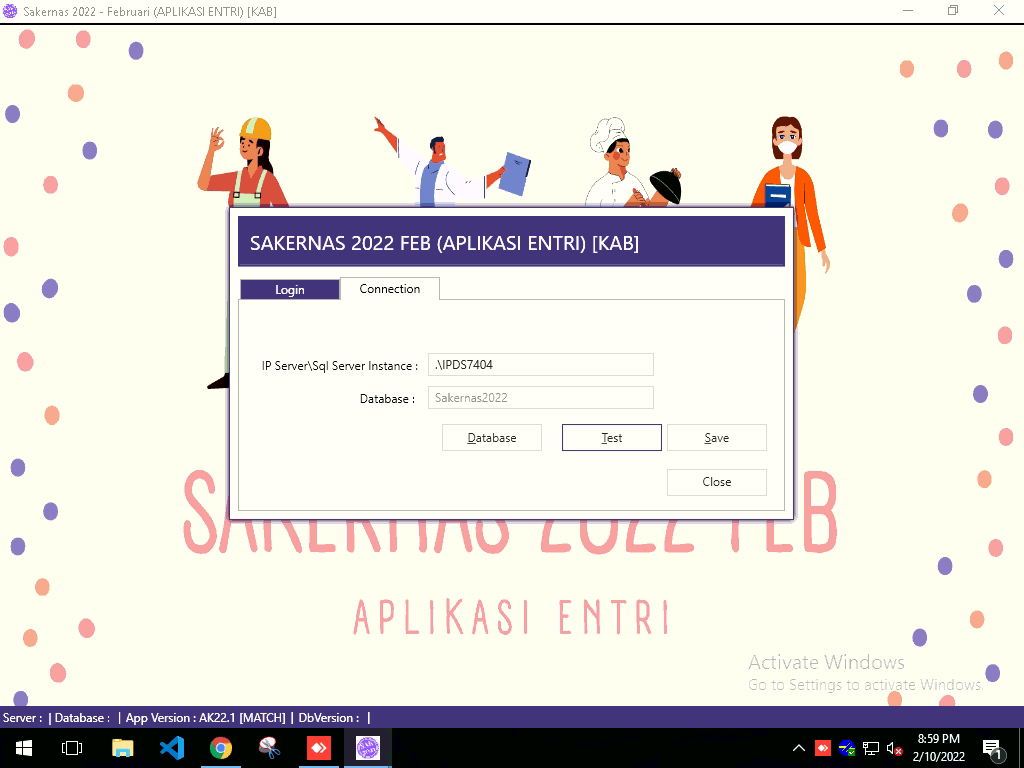 Sakernas 2022 - Februari (APLIKASI ENTRI) [KAB]
SAKERNAS 2022 FEB (APLIKASI ENTRI) [KAB]
Login
Connection
IP Server\Sql Server Instance :
.\IPDS7404
Database :
Sakernas2022
Database
Test
Save
Close
SAKERNAS 2022 FEB
APLIKASI ENTRI
Activate Windows
Go to Settings to activate Windows.
Server : | Database : | App Version : AK22.1 [MATCH] | DbVersion : |
8:59 PM
2/10/2022
1